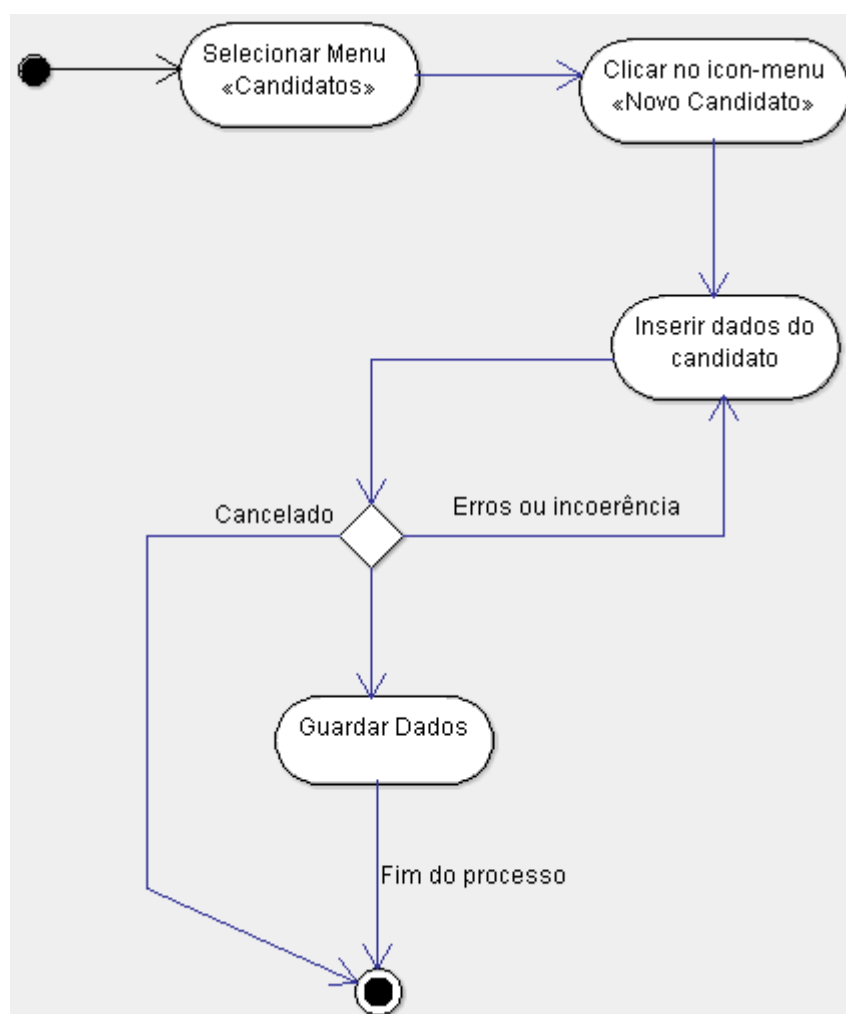 Selecionar Menu
«Candidatos»
Clicar no icon-menu
«Novo Candidato»
Inserir dados do
candidato
Cancelado
Erros ou incoerência
Guardar Dados
Fim do processo